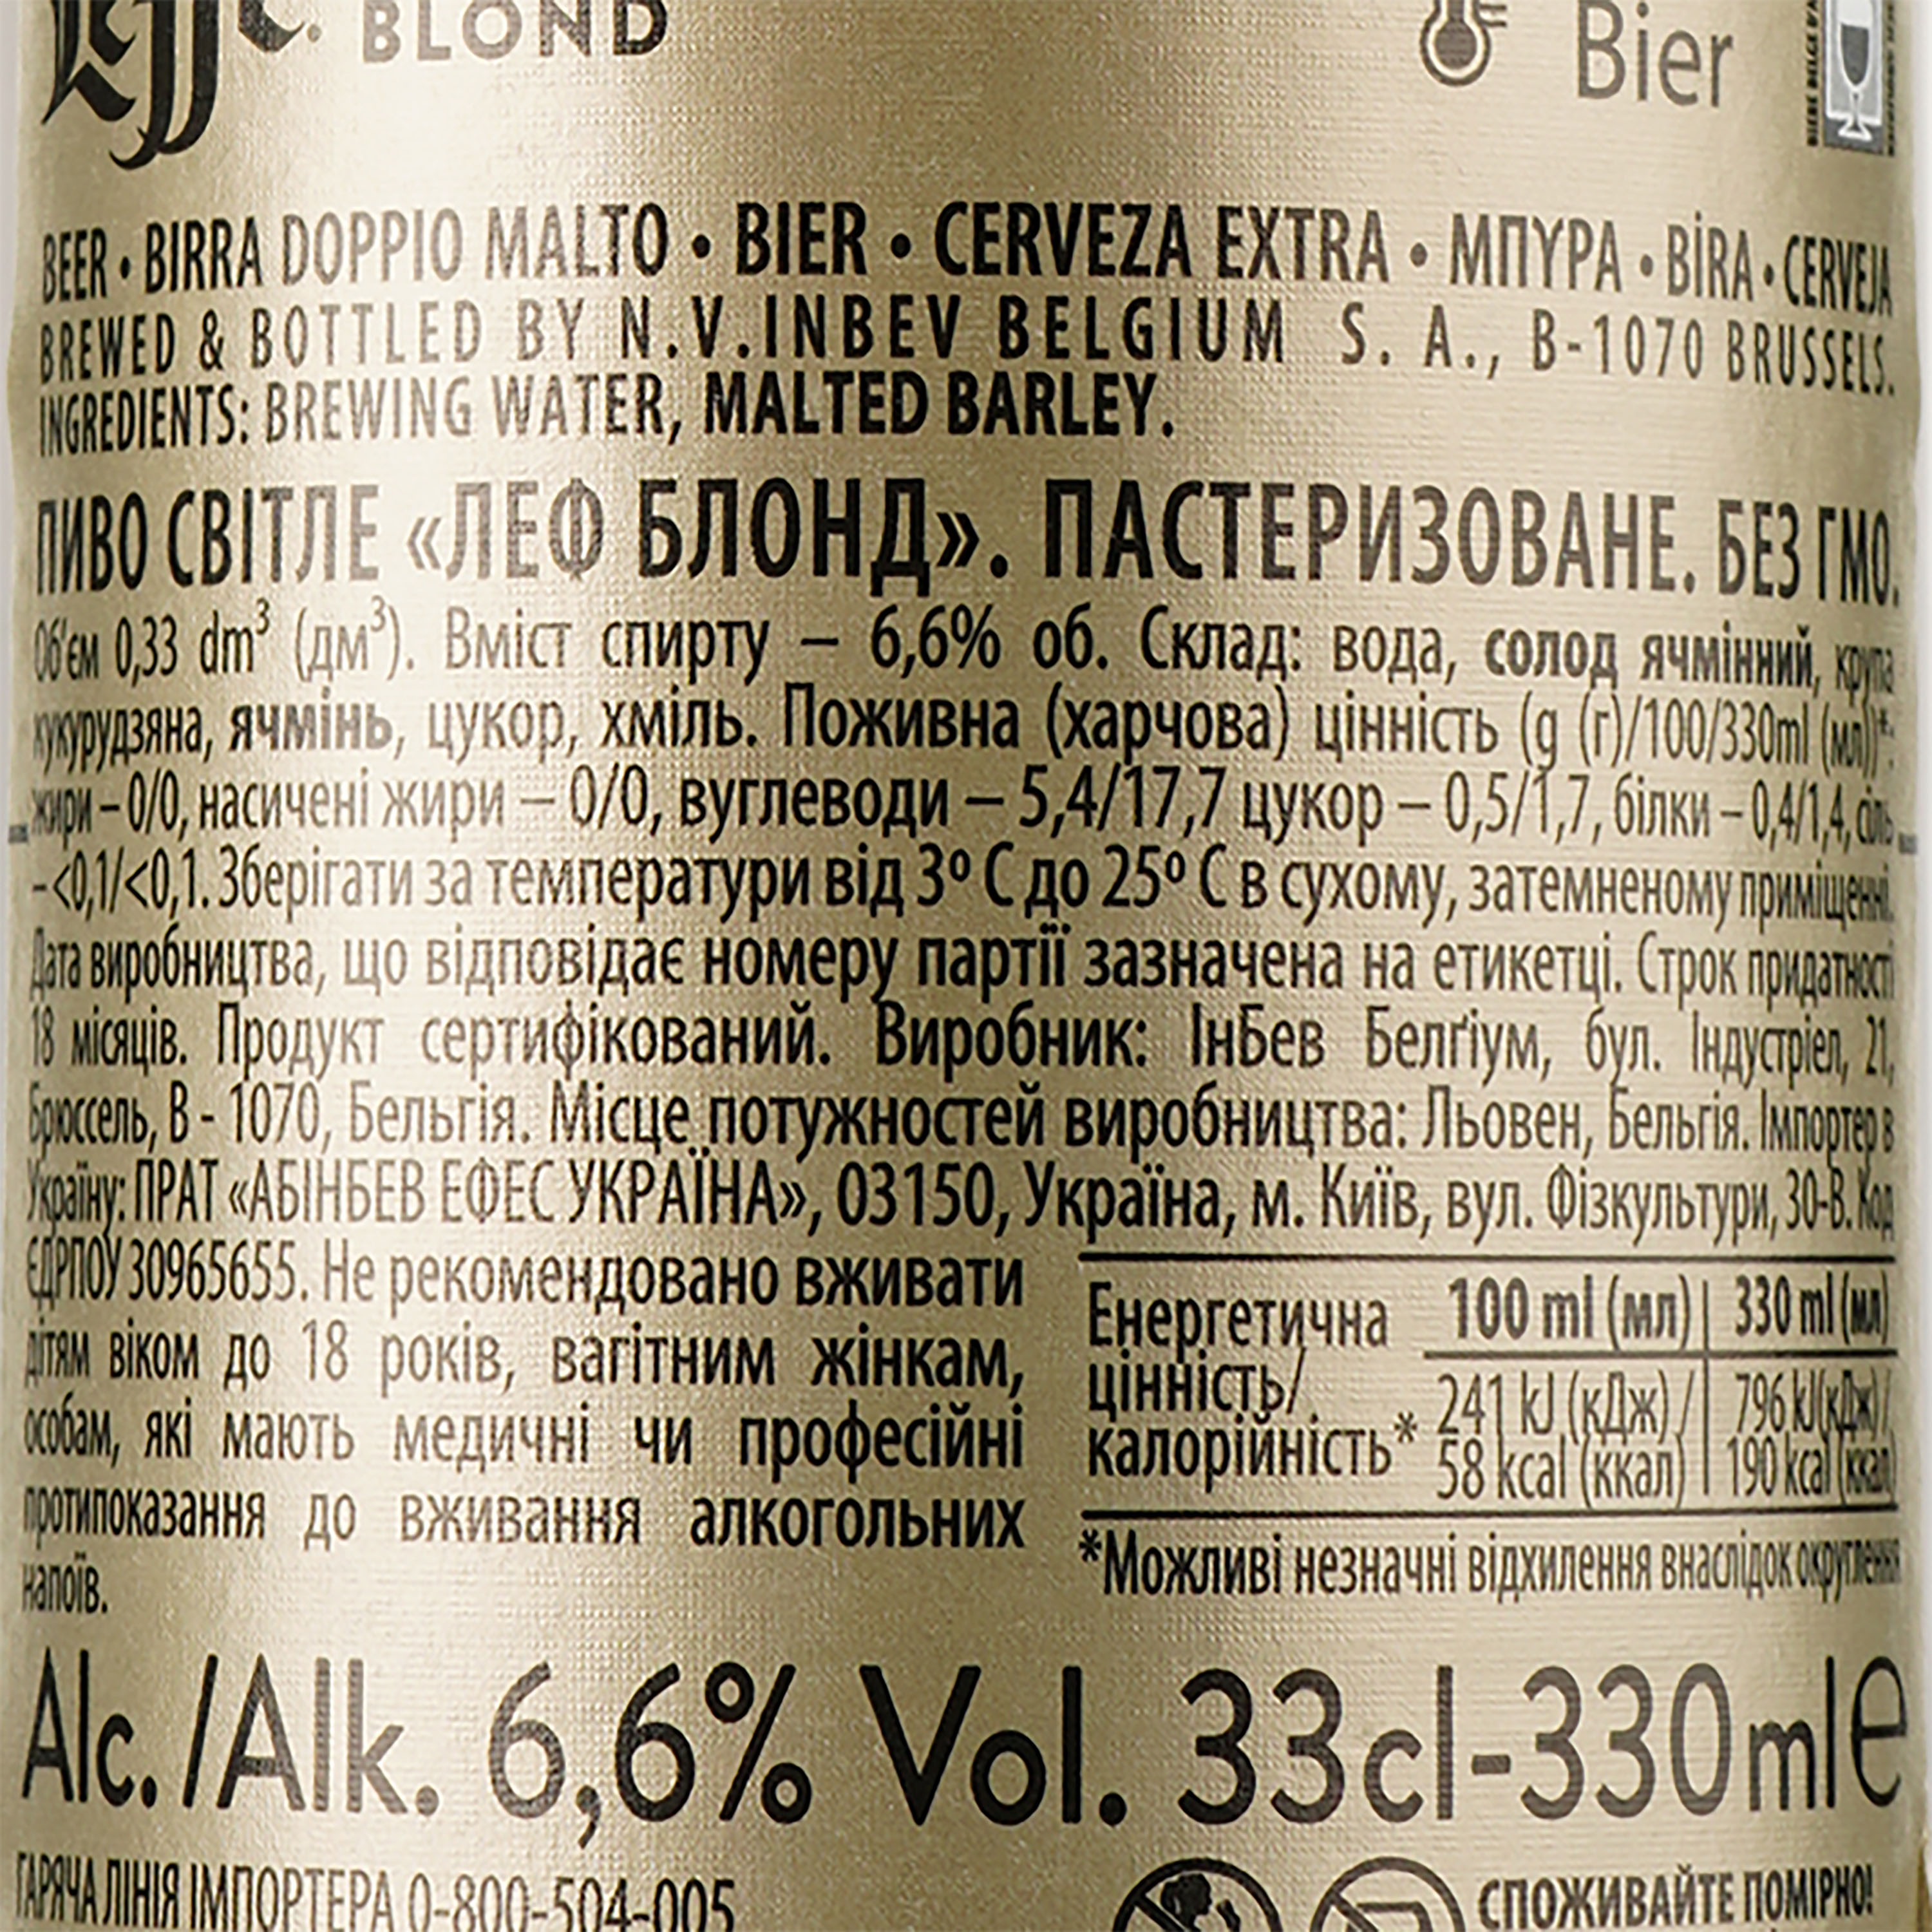 Leffe. BLOND
Bier
BEER • BIRRA DOPPIO MALTO • BIER • CERVEZA EXTRA • ΜΠΥΡΑ • BİRA • CERVEJA
BREWED & BOTTLED BY N.V.INBEV BELGIUM S. A., B-1070 BRUSSELS.
INGREDIENTS: BREWING WATER, MALTED BARLEY.
ПИВО СВІТЛЕ «ЛЕФ БЛОНД». ПАСТЕРИЗОВАНЕ. БЕЗ ГМО.
Об'єм 0,33 dm³ (дм³). Вміст спирту – 6,6% об. Склад: вода, солод ячмінний, крупа
кукурудзяна, ячмінь, цукор, хміль. Поживна (харчова) цінність (g (г)/100/330ml (мл))*:
жири – 0/0, насичені жири – 0/0, вуглеводи – 5,4/17,7 цукор – 0,5/1,7, білки – 0,4/1,4, сіль
– <0,1/<0,1. Зберігати за температури від 3º С до 25º С в сухому, затемненому приміщенні.
Дата виробництва, що відповідає номеру партії зазначена на етикетці. Строк придатності
18 місяців. Продукт сертифікований. Виробник: ІнБев Белґіум, бул. Індустріел, 21,
Брюссель, В - 1070, Бельгія. Місце потужностей виробництва: Льовен, Бельгія. Імпортер в
Україну: ПРАТ «АБІНБЕВ ЕФЕС УКРАЇНА», 03150, Україна, м. Київ, вул. Фізкультури, 30-В. Код
ЄДРПОУ 30965655. Не рекомендовано вживати
дітям віком до 18 років, вагітним жінкам,
особам, які мають медичні чи професійні
протипоказання до вживання алкогольних
напоїв.
Енергетична
цінність/
калорійність*
100 ml (мл) | 330 ml (мл)
241 kJ (кДж) / | 796 kJ(кДж)/
58 kcal (ккал) | 190 kcal (ккал)
*Можливі незначні відхилення внаслідок округлення
Alc. /Alk. 6,6% Vol. 33cl-330ml e
ГАРЯЧА ЛІНІЯ ІМПОРТЕРА 0-800-504-005
СПОЖИВАЙТЕ ПОМІРНО!